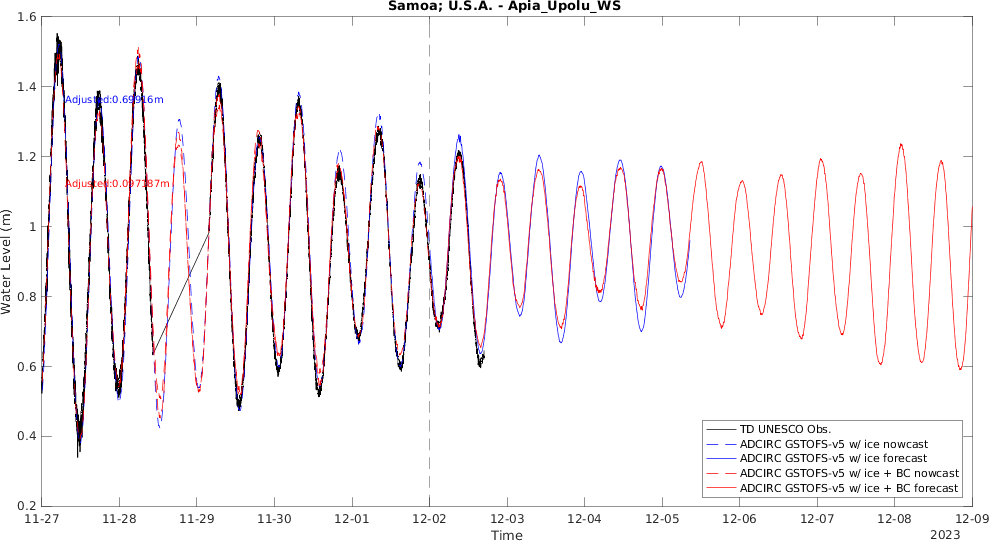 Samoa; U.S.A. - Apia_Upolu_WS
1.6
1.4
1.2
1
0.8
0.6
0.4
0.2
Water Level (m)
Adjusted:0.69916m
Adjusted:0.097187m
TD UNESCO Obs.
ADCIRC GSTOFS-v5 w/ ice nowcast
ADCIRC GSTOFS-v5 w/ ice forecast
ADCIRC GSTOFS-v5 w/ ice + BC nowcast
ADCIRC GSTOFS-v5 w/ ice + BC forecast
11-27 11-28 11-29 11-30 12-01 12-02 12-03 12-04 12-05 12-06 12-07 12-08 12-09
Time
2023